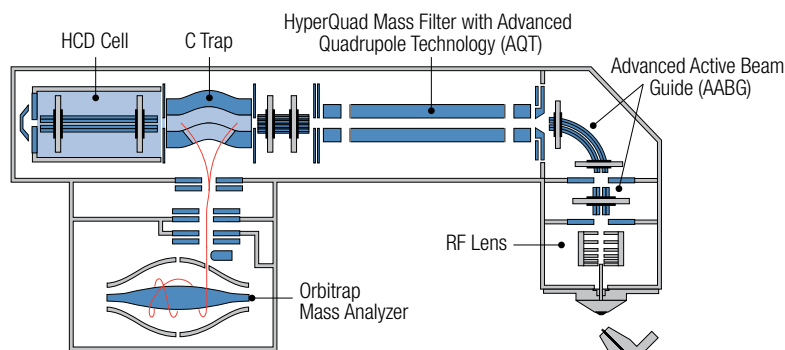 HyperQuad Mass Filter with Advanced
Quadrupole Technology (AQT)
HCD Cell
C Trap
Advanced Active Beam
Guide (AABG)
RF Lens
Orbitrap
Mass Analyzer